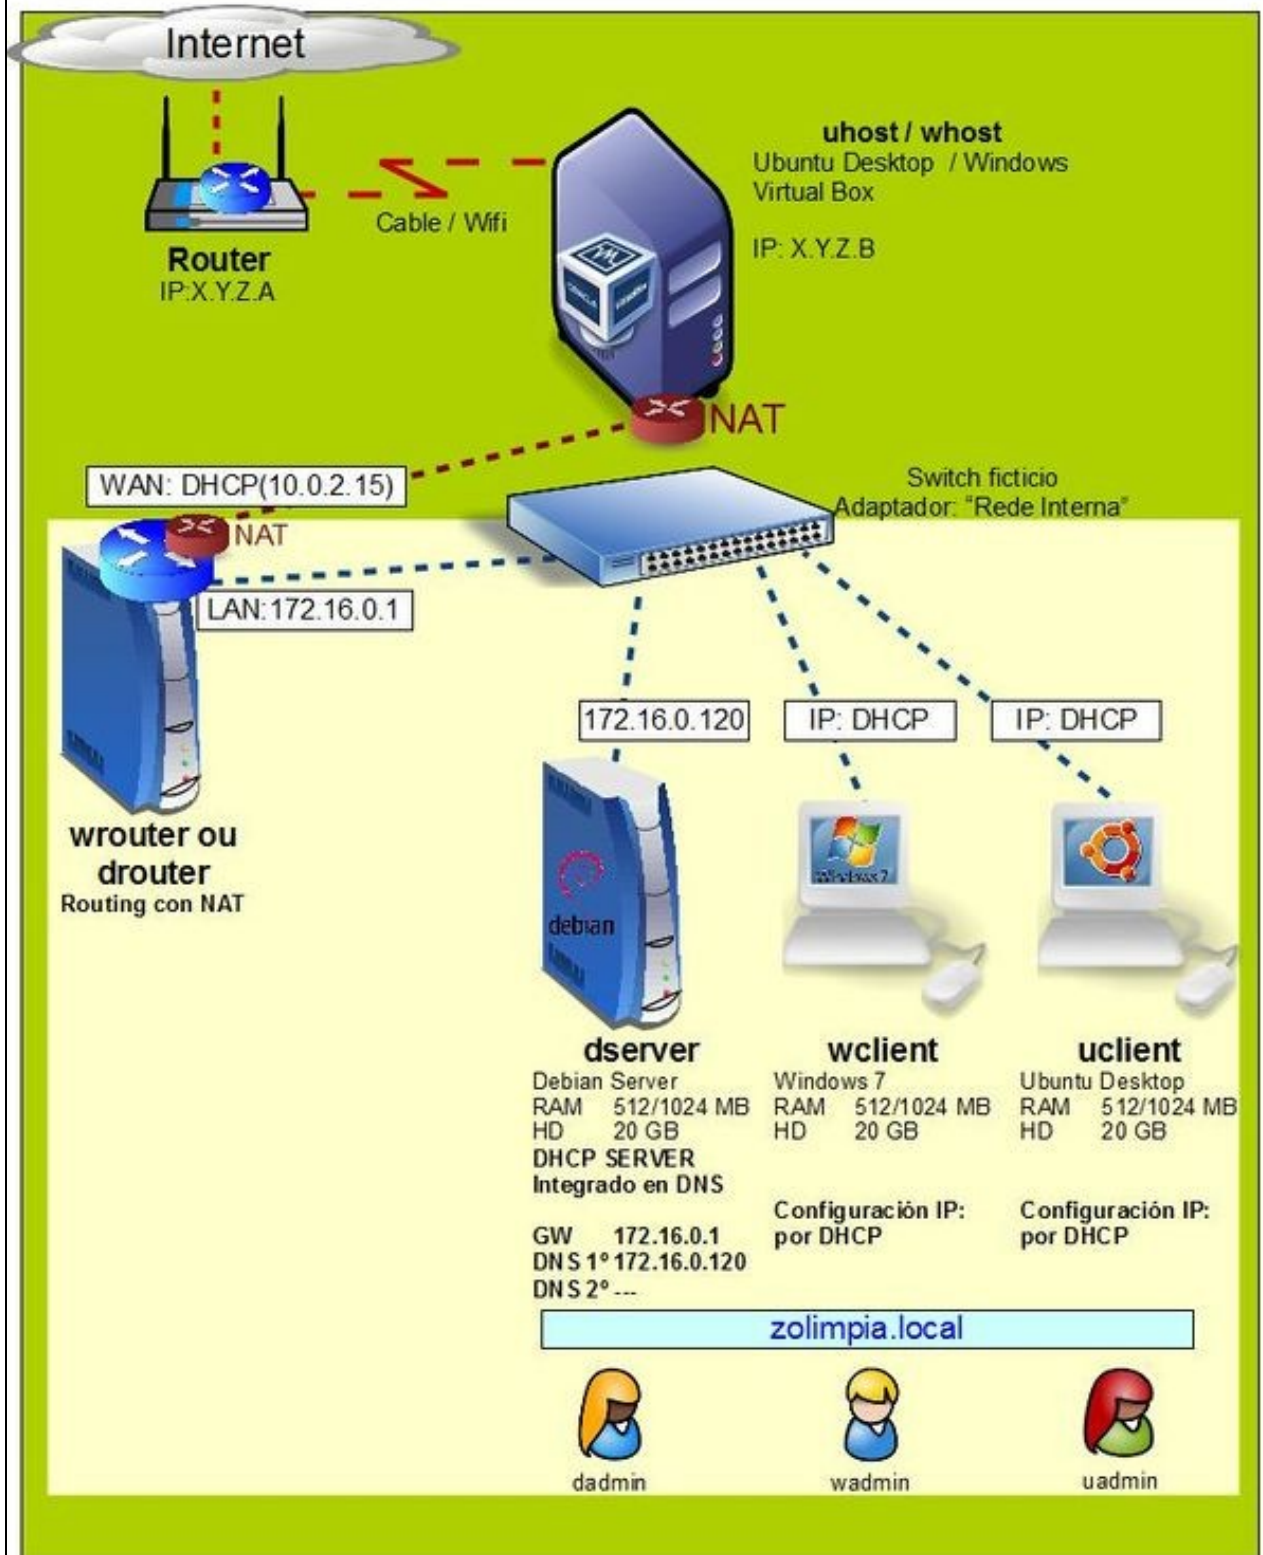 Internet
uhost / whost
Ubuntu Desktop / Windows
Virtual Box
IP: X.Y.Z.B
Cable / Wifi
Router
IP:X.Y.Z.A
NAT
WAN: DHCP(10.0.2.15)
NAT
Switch ficticio
Adaptador: "Rede Interna"
LAN:172.16.0.1
172.16.0.120
IP: DHCP
IP: DHCP
wrouter ou
drouter
Routing con NAT
debian
Windows 7
dserver
Debian Server
RAM 512/1024 MB
HD 20 GB
DHCP SERVER
Integrado en DNS
GW 172.16.0.1
DNS 1º 172.16.0.120
DNS 2º ---
wclient
Windows 7
RAM 512/1024 MB
HD 20 GB
Configuración IP:
por DHCP
uclient
Ubuntu Desktop
RAM 512/1024 MB
HD 20 GB
Configuración IP:
por DHCP
zolimpia.local
dadmin
wadmin
uadmin